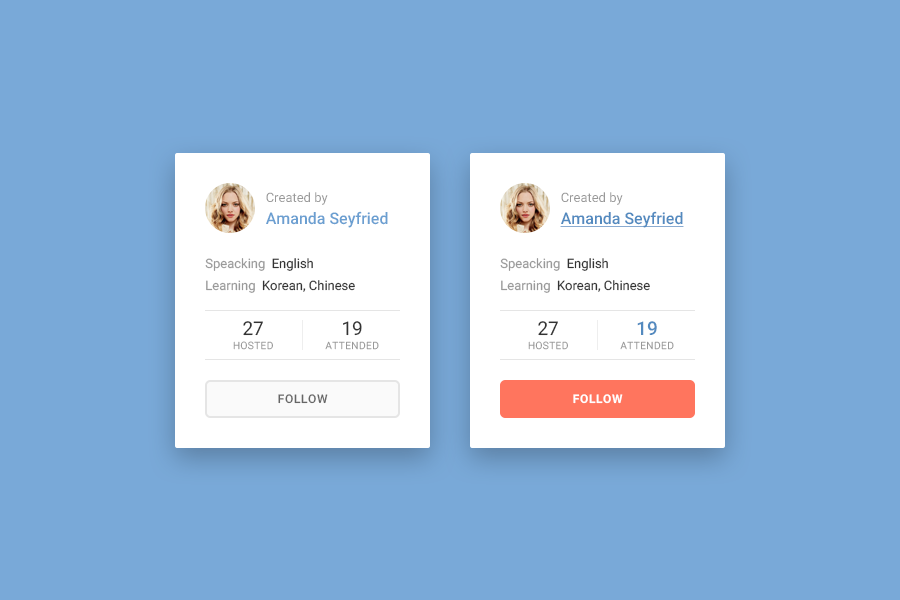 Created by
Amanda Seyfried
Speacking English
Learning Korean, Chinese
27 19
HOSTED ATTENDED
FOLLOW
Created by
Amanda Seyfried
Speacking English
Learning Korean, Chinese
27 19
HOSTED ATTENDED
FOLLOW